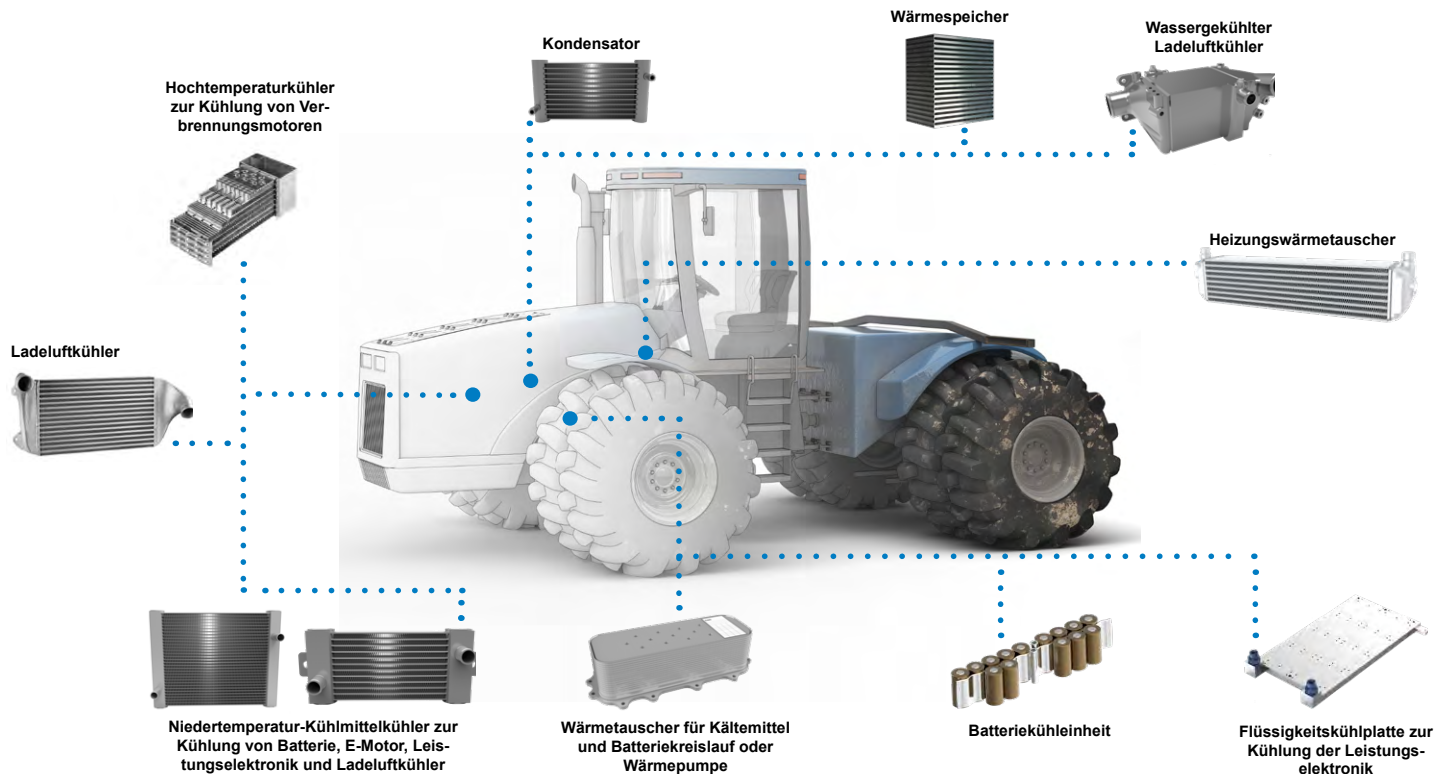 Wärmespeicher
Wassergekühlter
Ladeluftkühler
Kondensator
Hochtemperaturkühler
zur Kühlung von Ver-
brennungsmotoren
Heizungswärmetauscher
Ladeluftkühler
Niedertemperatur-Kühlmittelkühler zur
Kühlung von Batterie, E-Motor, Leis-
tungselektronik und Ladeluftkühler
Wärmetauscher für Kältemittel
und Batteriekreislauf oder
Wärmepumpe
Batteriekühleinheit
Flüssigkeitskühlplatte zur
Kühlung der Leistungs-
elektronik